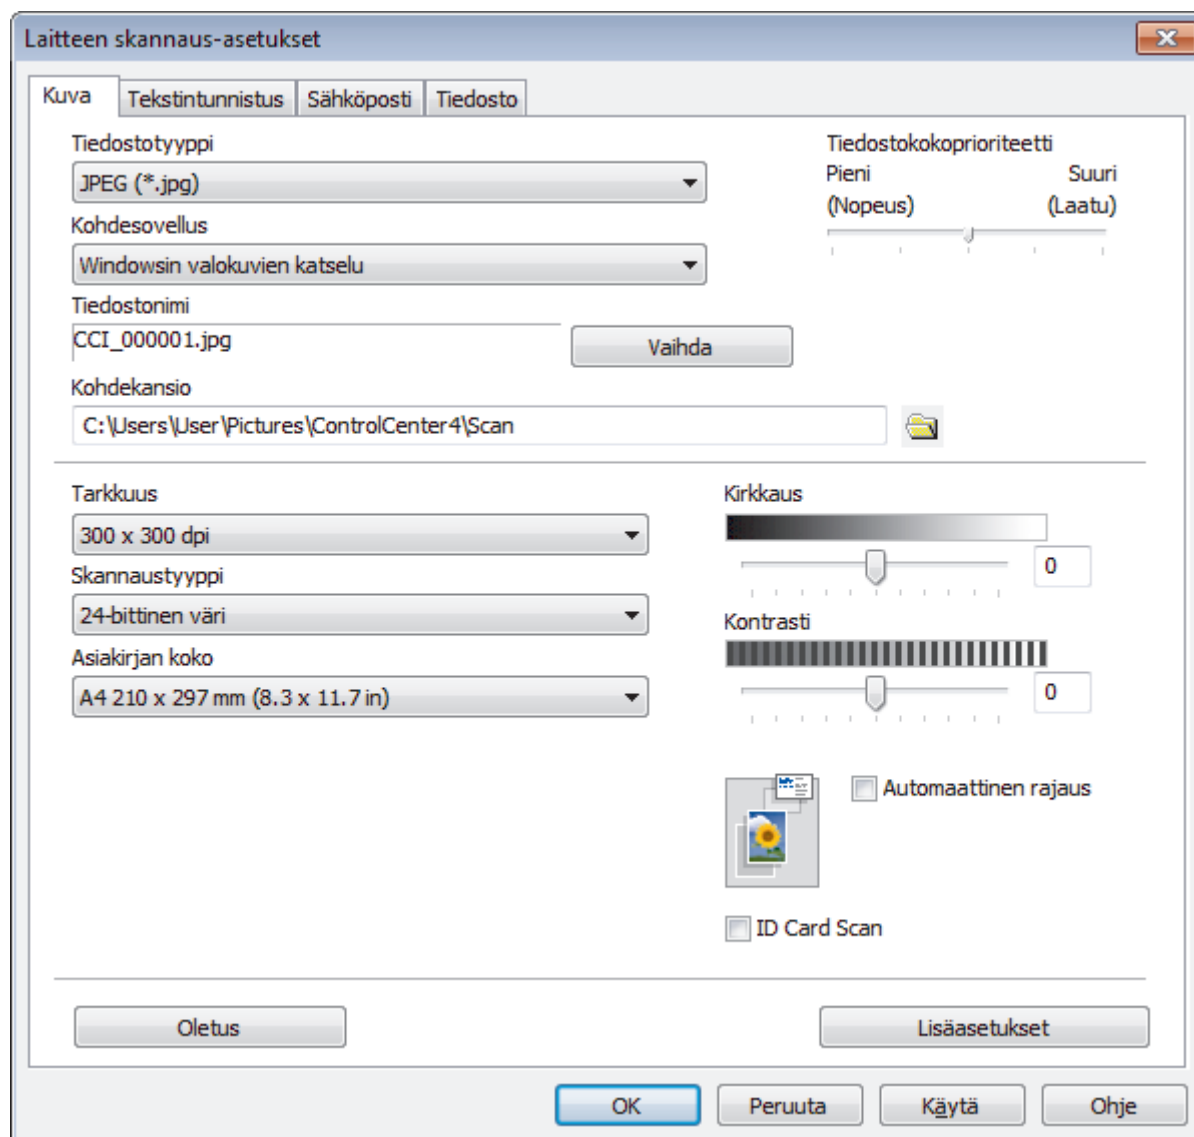 Laitteen skannaus-asetukset
Kuva
Tekstintunnistus
Sähköposti
Tiedosto
Tiedostotyyppi
JPEG (*.jpg)
Kohdesovellus
Windowsin valokuvien katselu
Tiedostonimi
CCI_000001.jpg
Vaihda
Kohdekansio
C:\Users\User\Pictures\ControlCenter4\Scan
Tiedostokokoprioriteetti
Pieni Suuri
(Nopeus) (Laatu)
Tarkkuus
300 x 300 dpi
Skannaustyyppi
24-bittinen väri
Asiakirjan koko
A4 210 x 297 mm (8.3 x 11.7 in)
Kirkkaus
0
Kontrasti
0
Automaattinen rajaus
ID Card Scan
Oletus
Lisäasetukset
OK
Peruuta
Käytä
Ohje